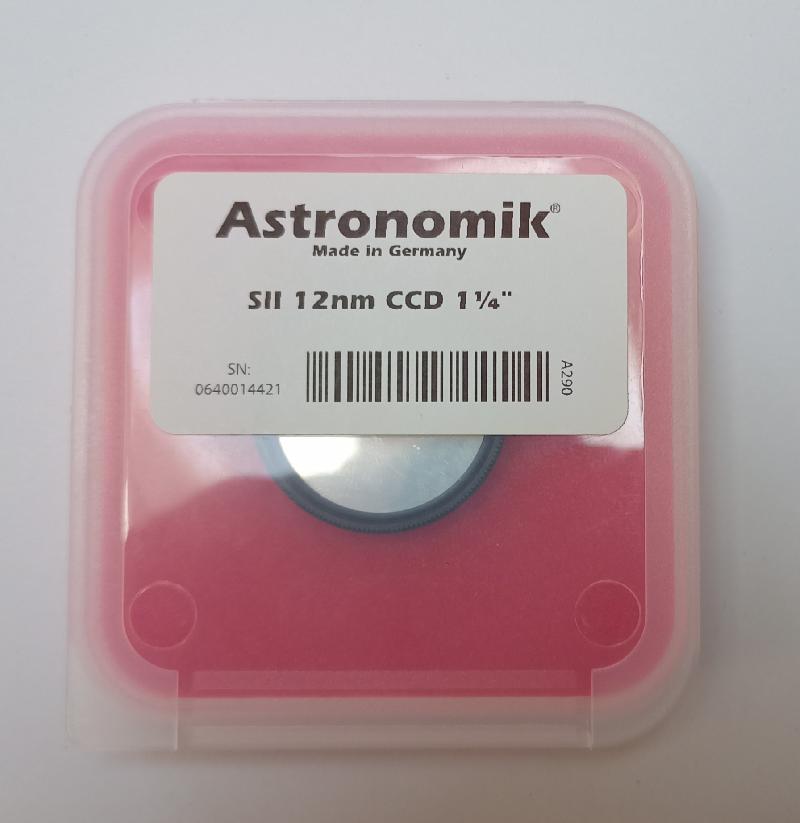 Astronomik®
Made in Germany
SII 12nm CCD 1¼"
SN:
0640014421
A290